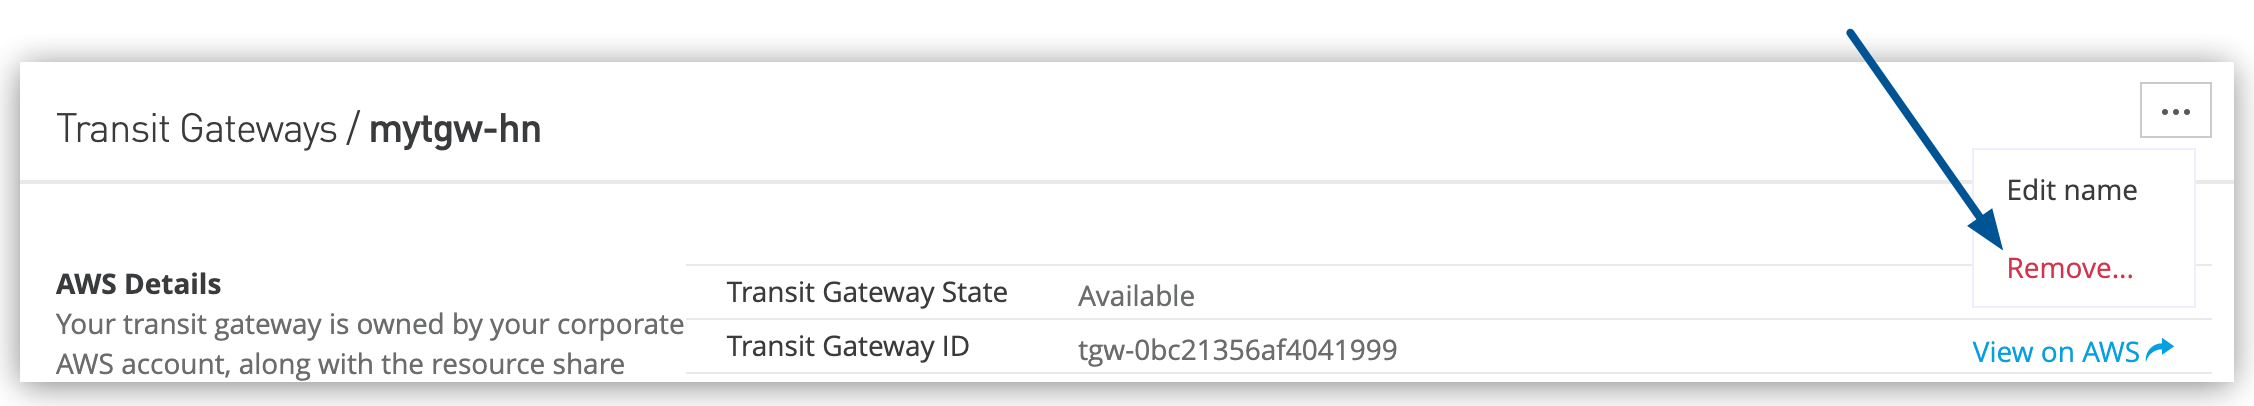 Transit Gateways / mytgw-hn
...
Edit name
Remove...
AWS Details
Your transit gateway is owned by your corporate
AWS account, along with the resource share
Transit Gateway State Available
Transit Gateway ID tgw-0bc21356af4041999 View on AWS